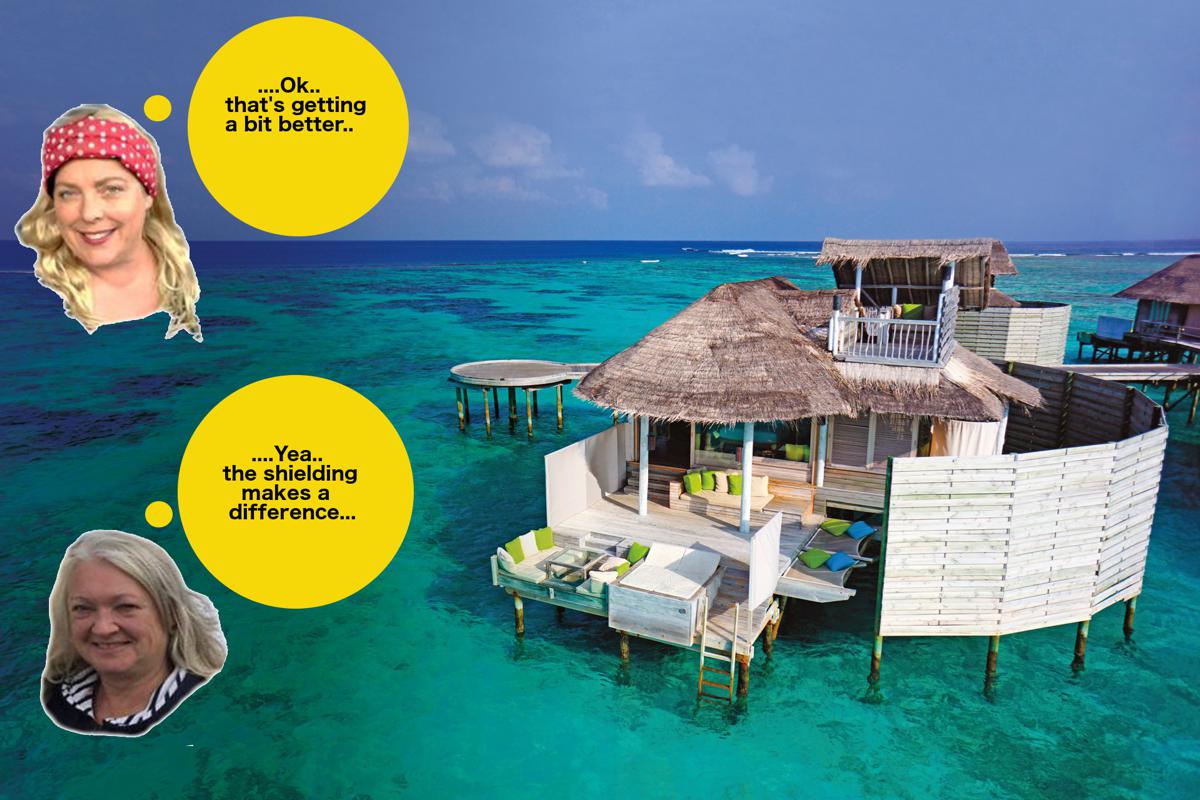 ....Ok..
that's getting
a bit better..
....Yea..
the shielding
makes a
difference...